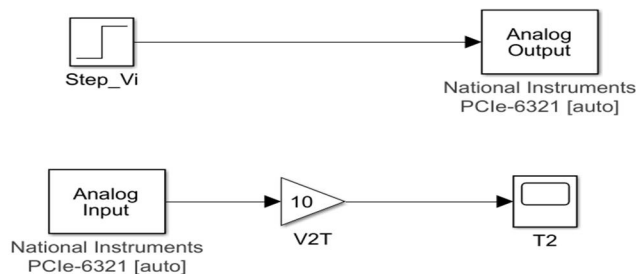 Analog
Output
Step_Vi
National Instruments
PCIe-6321 [auto]
Analog
Input
10
National Instruments
PCIe-6321 [auto]
V2T
T2